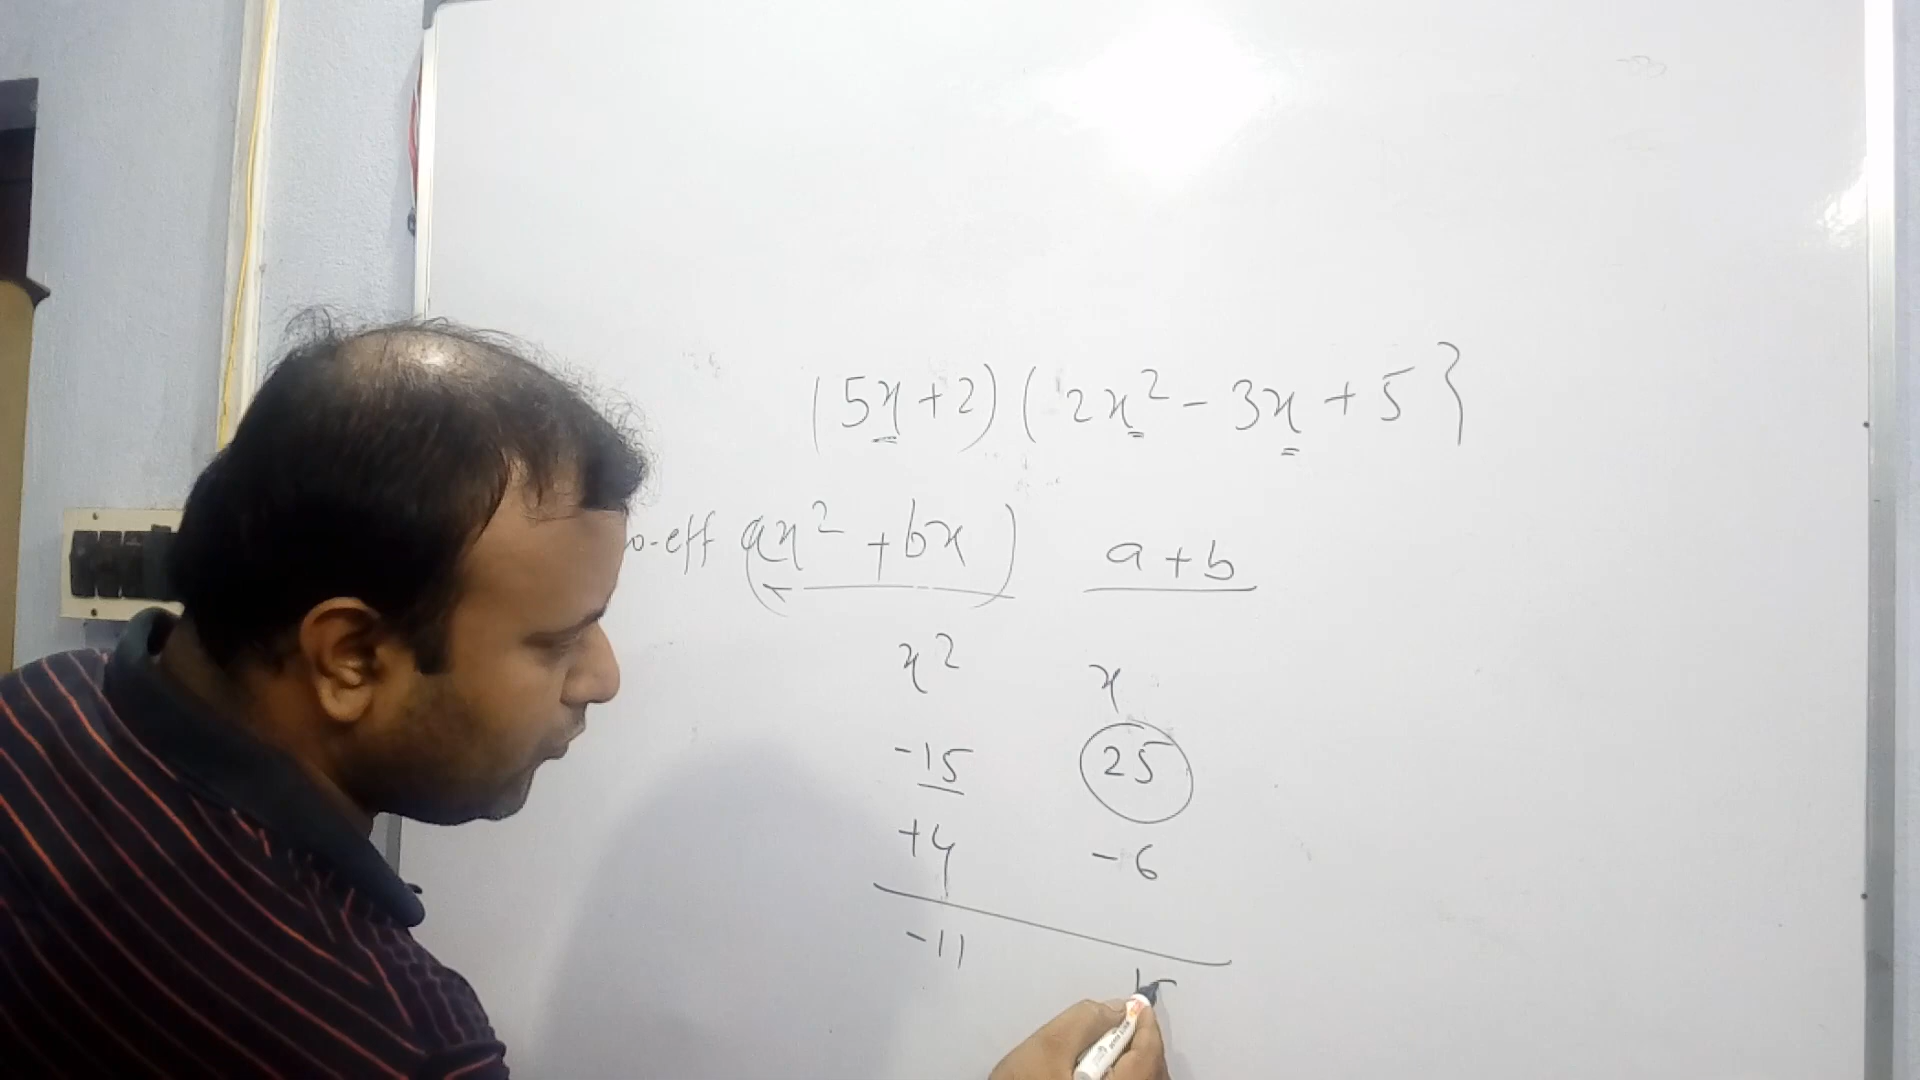 (5x+2)(2x² - 3x + 5}
o-eff (ax² + bx) a + b
x² x
-15 25
+4 -6
-11